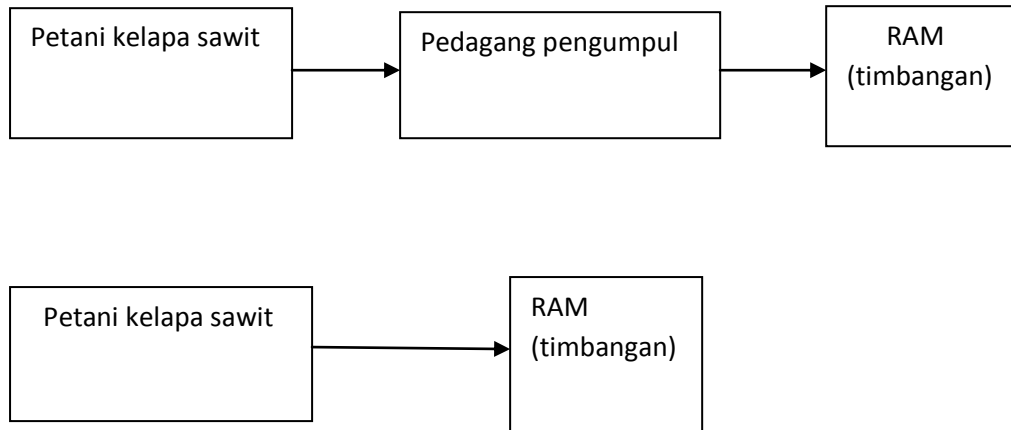 Petani kelapa sawit
Pedagang pengumpul
RAM
(timbangan)
Petani kelapa sawit
RAM
(timbangan)